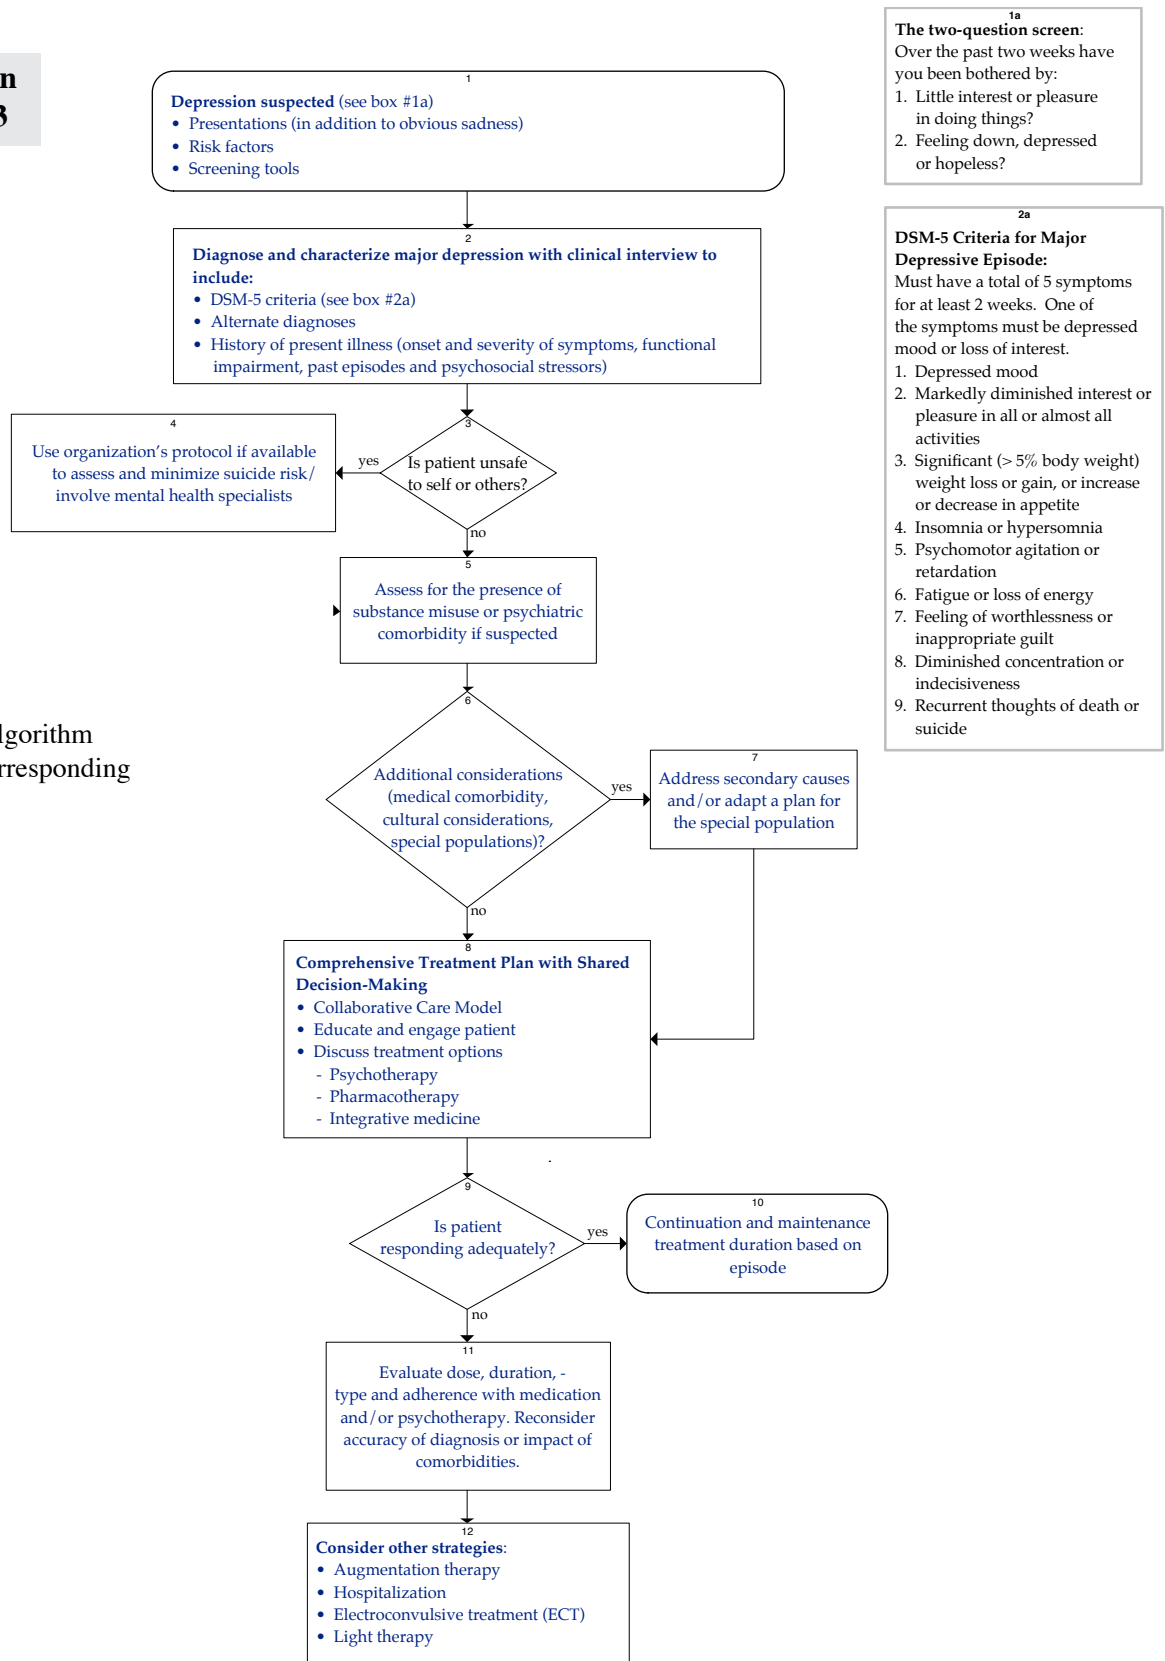 n
3
1
Depression suspected (see box #1a)
• Presentations (in addition to obvious sadness)
• Risk factors
• Screening tools
1a
The two-question screen:
Over the past two weeks have
you been bothered by:
1. Little interest or pleasure
in doing things?
2. Feeling down, depressed
or hopeless?
2
Diagnose and characterize major depression with clinical interview to
include:
• DSM-5 criteria (see box #2a)
• Alternate diagnoses
• History of present illness (onset and severity of symptoms, functional
impairment, past episodes and psychosocial stressors)
2a
DSM-5 Criteria for Major
Depressive Episode:
Must have a total of 5 symptoms
for at least 2 weeks. One of
the symptoms must be depressed
mood or loss of interest.
1. Depressed mood
2. Markedly diminished interest or
pleasure in all or almost all
activities
3. Significant (> 5% body weight)
weight loss or gain, or increase
or decrease in appetite
4. Insomnia or hypersomnia
5. Psychomotor agitation or
retardation
6. Fatigue or loss of energy
7. Feeling of worthlessness or
inappropriate guilt
8. Diminished concentration or
indecisiveness
9. Recurrent thoughts of death or
suicide
3
Is patient unsafe
to self or others?
yes
4
Use organization's protocol if available
to assess and minimize suicide risk/
involve mental health specialists
no
5
Assess for the presence of
substance misuse or psychiatric
comorbidity if suspected
lgorithm
rresponding
6
Additional considerations
(medical comorbidity,
cultural considerations,
special populations)?
yes
7
Address secondary causes
and/or adapt a plan for
the special population
no
8
Comprehensive Treatment Plan with Shared
Decision-Making
• Collaborative Care Model
• Educate and engage patient
• Discuss treatment options
- Psychotherapy
- Pharmacotherapy
- Integrative medicine
9
Is patient
responding adequately?
yes
10
Continuation and maintenance
treatment duration based on
episode
no
11
Evaluate dose, duration, -
type and adherence with medication
and/or psychotherapy. Reconsider
accuracy of diagnosis or impact of
comorbidities.
12
Consider other strategies:
• Augmentation therapy
• Hospitalization
• Electroconvulsive treatment (ECT)
• Light therapy